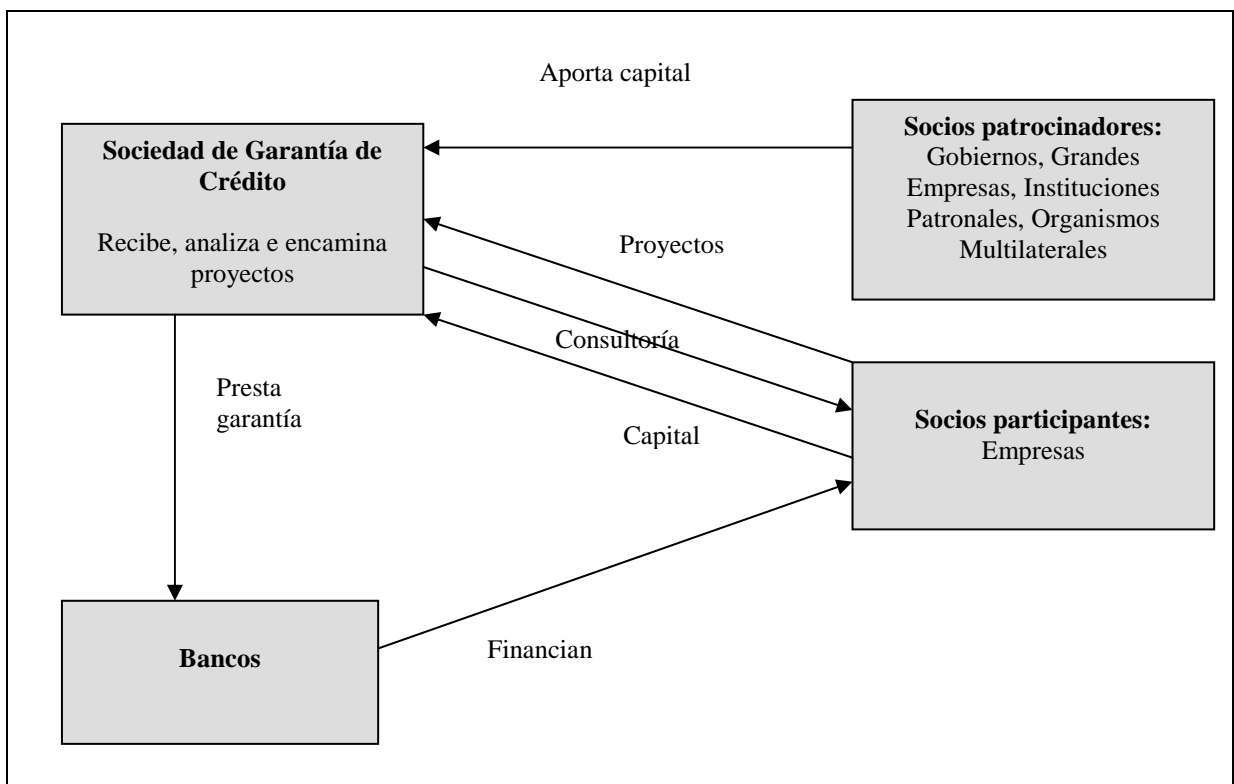 Aporta capital
Sociedad de Garantía de
Crédito
Recibe, analiza e encamina
proyectos
Socios patrocinadores:
Gobiernos, Grandes
Empresas, Instituciones
Patronales, Organismos
Multilaterales
Proyectos
Consultoría
Capital
Presta
garantía
Socios participantes:
Empresas
Bancos
Financian